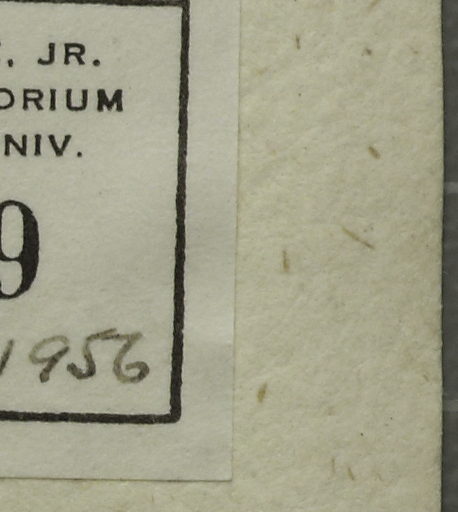 , JR.
ORIUM
NIV.
9
1956